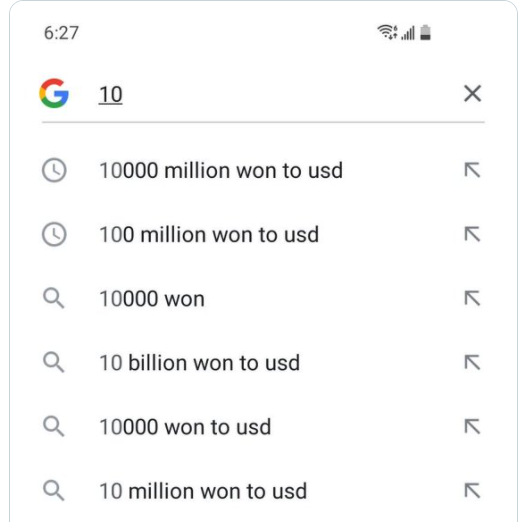 6:27
10
10000 million won to usd
100 million won to usd
10000 won
10 billion won to usd
10000 won to usd
10 million won to usd